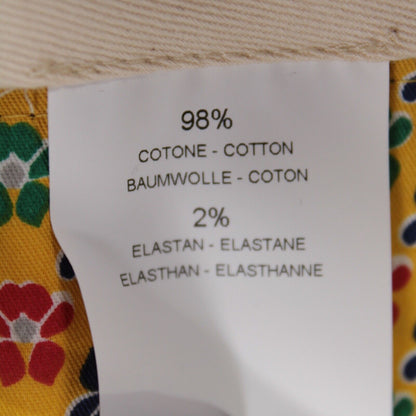 98%
COTONE - COTTON
BAUMWOLLE - COTON
2%
ELASTAN - ELASTANE
ELASTHAN - ELASTHANNE